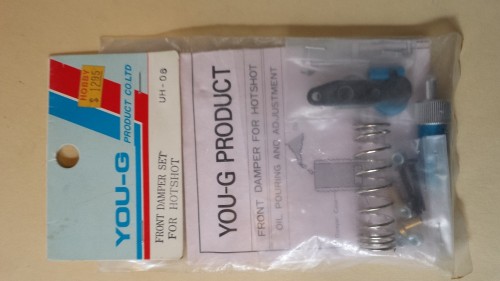 HOBBY
$ 12.95
YOU-G
PRODUCT CO LTD
UH-08
FRONT DAMPER SET
FOR HOTSHOT
YOU-G PRODUCT
FRONT DAMPER FOR HOTSHOT
OIL POURING AND ADJUSTMENT